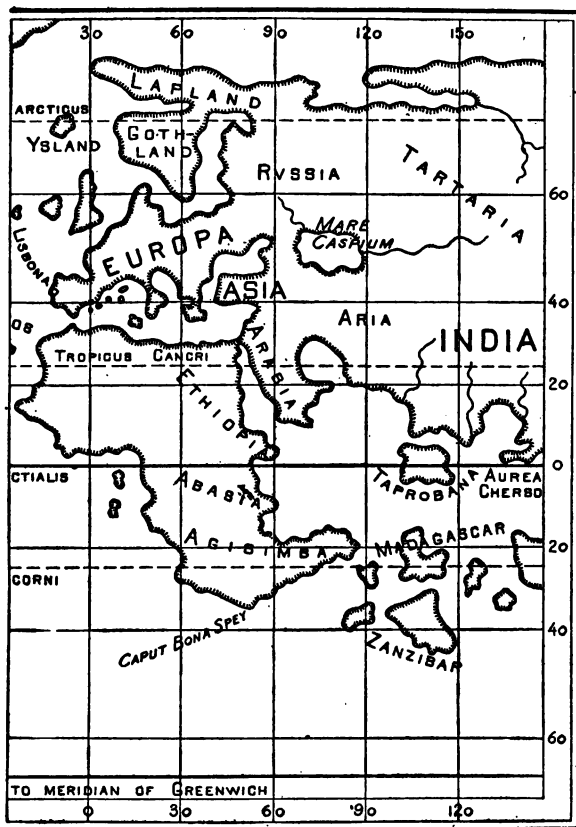 30 60 90 120 150
LAPLAND
ARCTICUS
GOTH-
LAND
YSLAND
RVSSIA
TARTARIA
60
MARE
CASPIUM
LISBONA
EUROPA
ASIA
40
ARIA
INDIA
ARABIA
TROPICUS CANCRI
ETHIOPI
20
0
CTIALIS
ABASIA
TAPROBANA
AUREA
CHERSO
AGISIMBA
MADAGASCAR
20
CORNI
CAPUT BONA SPEY
ZANZIBAR
40
60
TO MERIDIAN OF GREENWICH
0 30 60 90 120